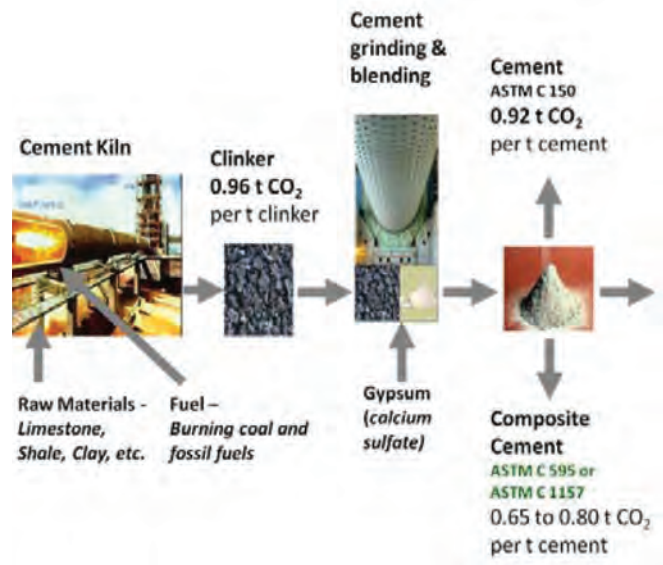 Cement Kiln
Clinker
0.96 t CO₂
per t clinker
Cement
grinding &
blending
Cement
ASTM C 150
0.92 t CO₂
per t cement
Raw Materials -
Limestone,
Shale, Clay, etc.
Fuel –
Burning coal and
fossil fuels
Gypsum
(calcium
sulfate)
Composite
Cement
ASTM C 595 or
ASTM C 1157
0.65 to 0.80 t CO₂
per t cement